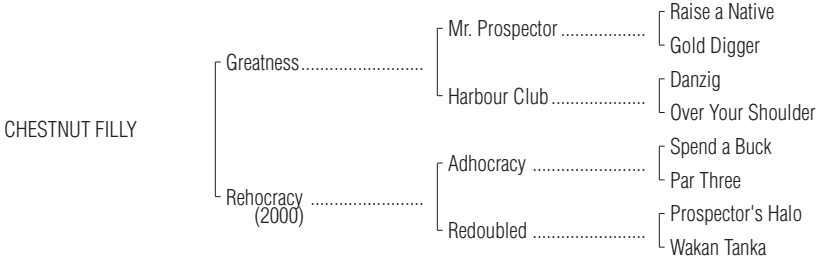 Raise a Native
Mr. Prospector ....................
Gold Digger
Greatness..........................
Danzig
Harbour Club....................
Over Your Shoulder
CHESTNUT FILLY
Spend a Buck
Adhocracy ........................
Par Three
Rehocracy ........................
(2000)
Prospector's Halo
Redoubled ........................
Wakan Tanka